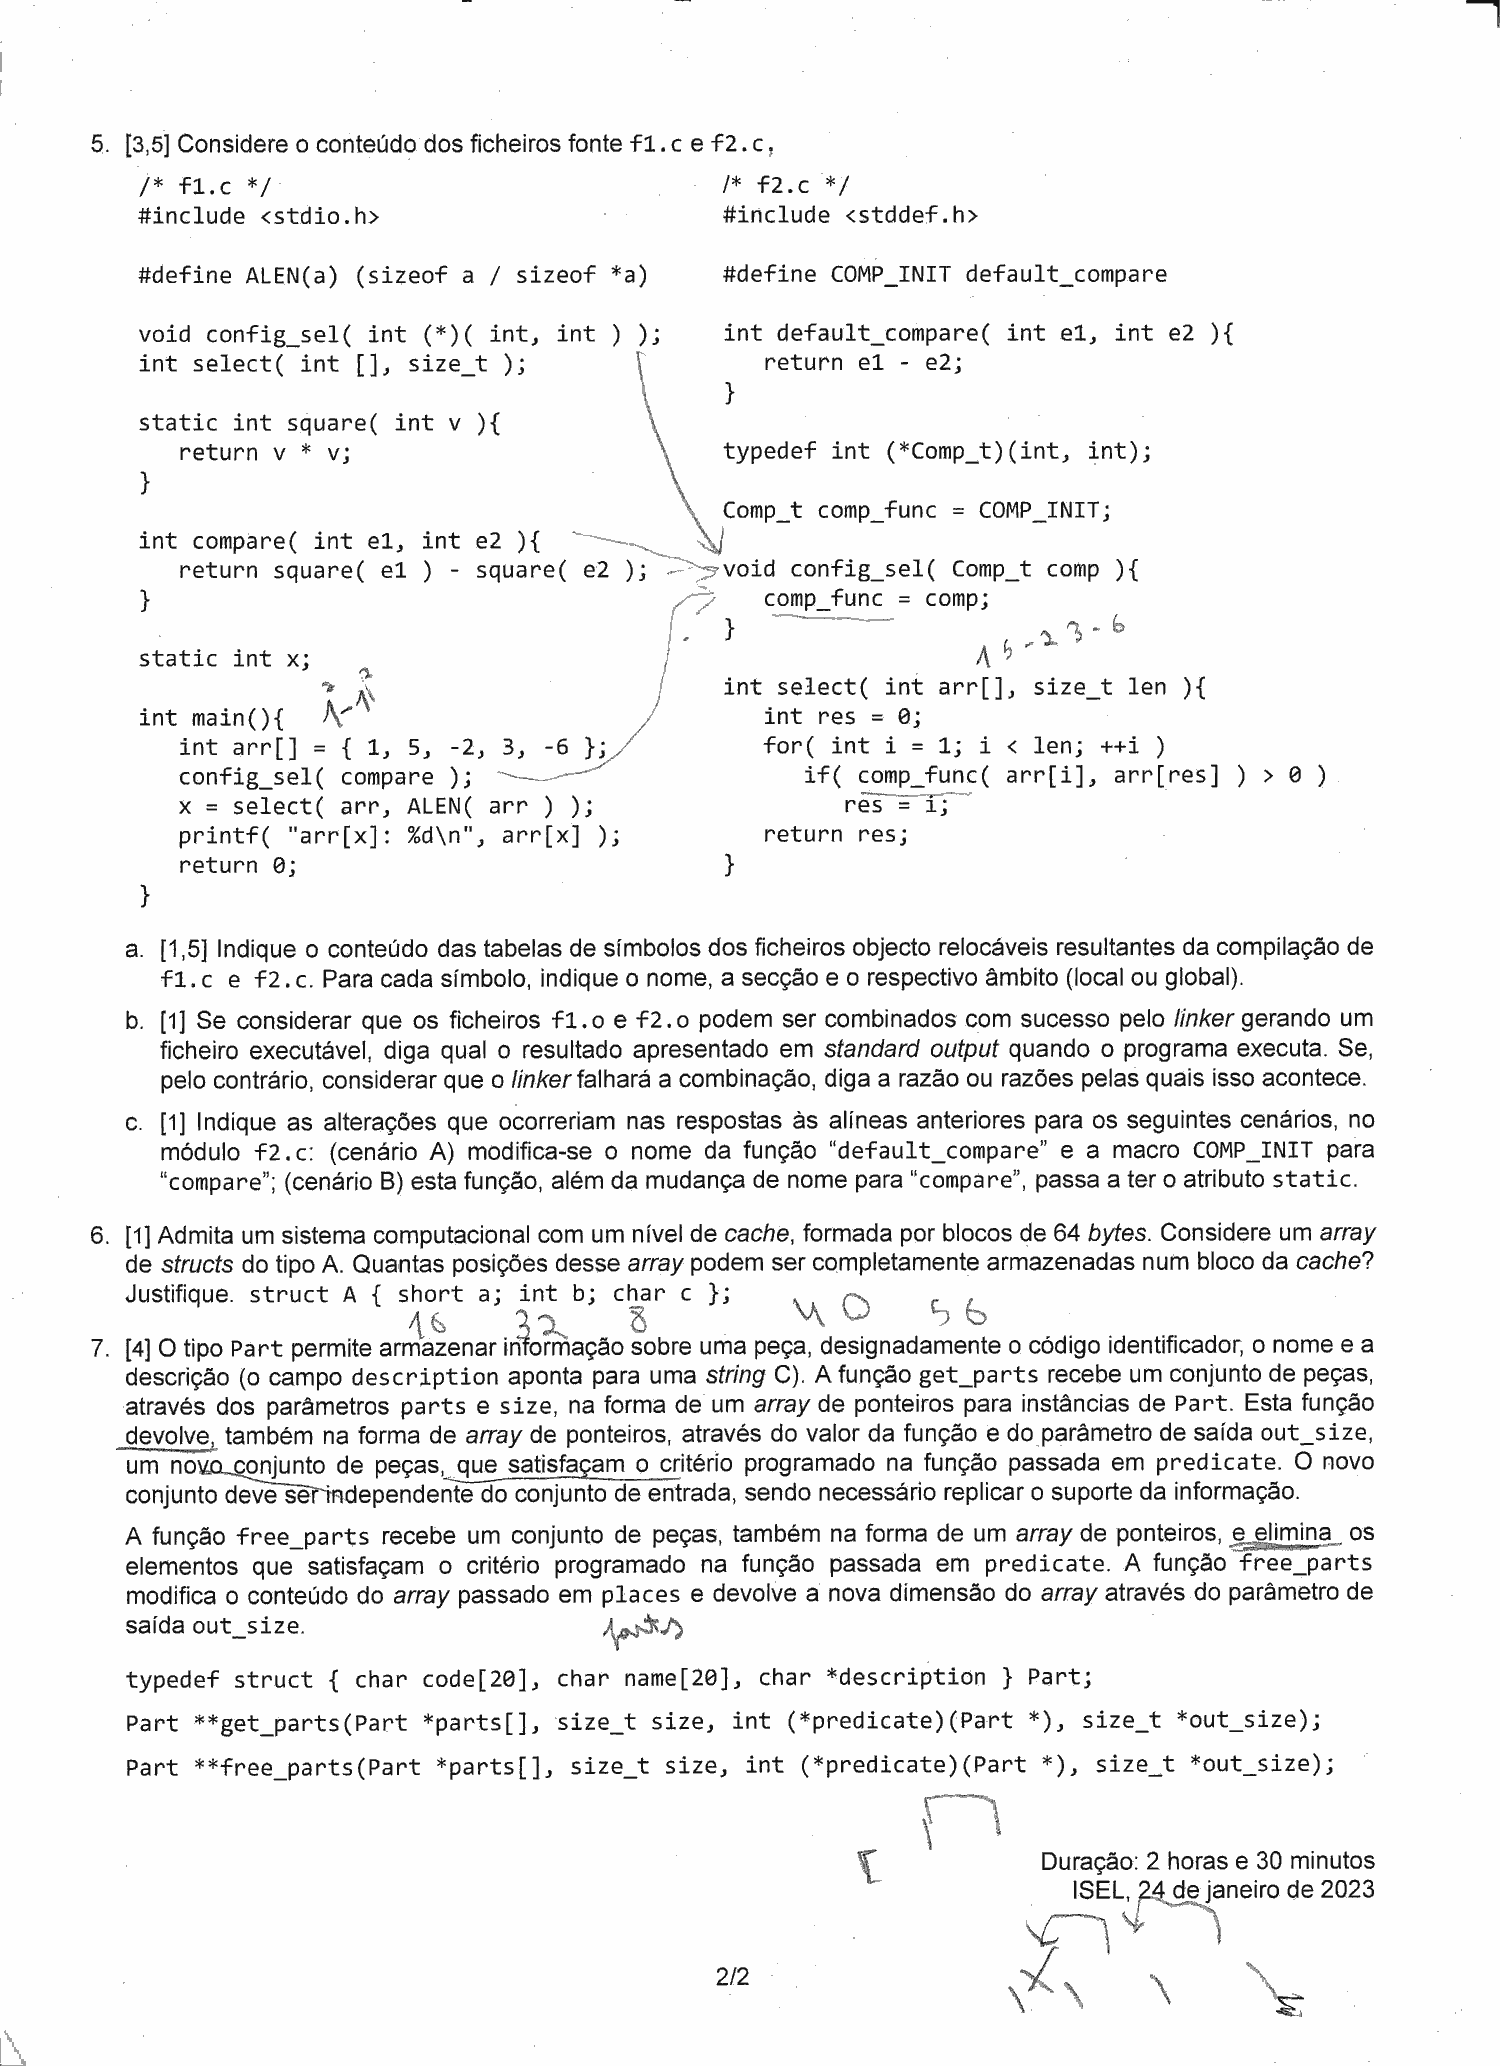 5. [3,5] Considere o conteúdo dos ficheiros fonte f1.c e f2.c,
/* f1.c */
#include <stdio.h>
#define ALEN(a) (sizeof a / sizeof *a)
void config_sel( int (*)( int, int ) );
int select( int [], size_t );
static int square( int v ){
return v * v;
}
int compare( int e1, int e2 ){
return square( e1 ) - square( e2 );
}
static int x;
int main(){
int arr[] = { 1, 5, -2, 3, -6 };
config_sel( compare );
x = select( arr, ALEN( arr ) );
printf( "arr[x]: %d\n", arr[x] );
return 0;
}
/* f2.c */
#include <stddef.h>
#define COMP_INIT default_compare
int default_compare( int e1, int e2 ){
return e1 - e2;
}
typedef int (*Comp_t)(int, int);
Comp_t comp_func = COMP_INIT;
void config_sel( Comp_t comp ){
comp_func = comp;
}
1 5 -2 3 - 6
int select( int arr[], size_t len ){
int res = 0;
for( int i = 1; i < len; ++i )
if( comp_func( arr[i], arr[res] ) > 0 )
res = i;
return res;
}
a. [1,5] Indique o conteúdo das tabelas de símbolos dos ficheiros objecto relocáveis resultantes da compilação de
f1.c e f2.c. Para cada símbolo, indique o nome, a secção e o respectivo âmbito (local ou global).
b. [1] Se considerar que os ficheiros f1.o e f2.o podem ser combinados com sucesso pelo linker gerando um
ficheiro executável, diga qual o resultado apresentado em standard output quando o programa executa. Se,
pelo contrário, considerar que o linker falhará a combinação, diga a razão ou razões pelas quais isso acontece.
c. [1] Indique as alterações que ocorreriam nas respostas às alíneas anteriores para os seguintes cenários, no
módulo f2.c: (cenário A) modifica-se o nome da função “default_compare” e a macro COMP_INIT para
“compare”; (cenário B) esta função, além da mudança de nome para “compare”, passa a ter o atributo static.
6. [1] Admita um sistema computacional com um nível de cache, formada por blocos de 64 bytes. Considere um array
de structs do tipo A. Quantas posições desse array podem ser completamente armazenadas num bloco da cache?
Justifique. struct A { short a; int b; char c };
16 32 8 40 56
7. [4] O tipo Part permite armazenar informação sobre uma peça, designadamente o código identificador, o nome e a
descrição (o campo description aponta para uma string C). A função get_parts recebe um conjunto de peças,
através dos parâmetros parts e size, na forma de um array de ponteiros para instâncias de Part. Esta função
devolve, também na forma de array de ponteiros, através do valor da função e do parâmetro de saída out_size,
um novo conjunto de peças, que satisfaçam o critério programado na função passada em predicate. O novo
conjunto deve ser independente do conjunto de entrada, sendo necessário replicar o suporte da informação.
A função free_parts recebe um conjunto de peças, também na forma de um array de ponteiros, e elimina os
elementos que satisfaçam o critério programado na função passada em predicate. A função free_parts
modifica o conteúdo do array passado em places e devolve a nova dimensão do array através do parâmetro de
saída out_size.
parts
typedef struct { char code[20], char name[20], char *description } Part;
Part **get_parts(Part *parts[], size_t size, int (*predicate)(Part *), size_t *out_size);
Part **free_parts(Part *parts[], size_t size, int (*predicate)(Part *), size_t *out_size);
Duração: 2 horas e 30 minutos
ISEL, 24 de janeiro de 2023
2/2